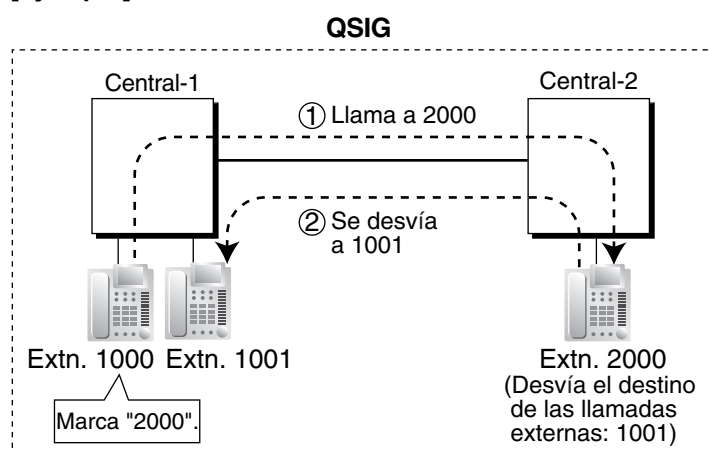 QSIG
Central-1
Central-2
① Llama a 2000
② Se desvía
a 1001
Extn. 1000
Extn. 1001
Extn. 2000
(Desvía el destino
de las llamadas
externas: 1001)
Marca "2000".